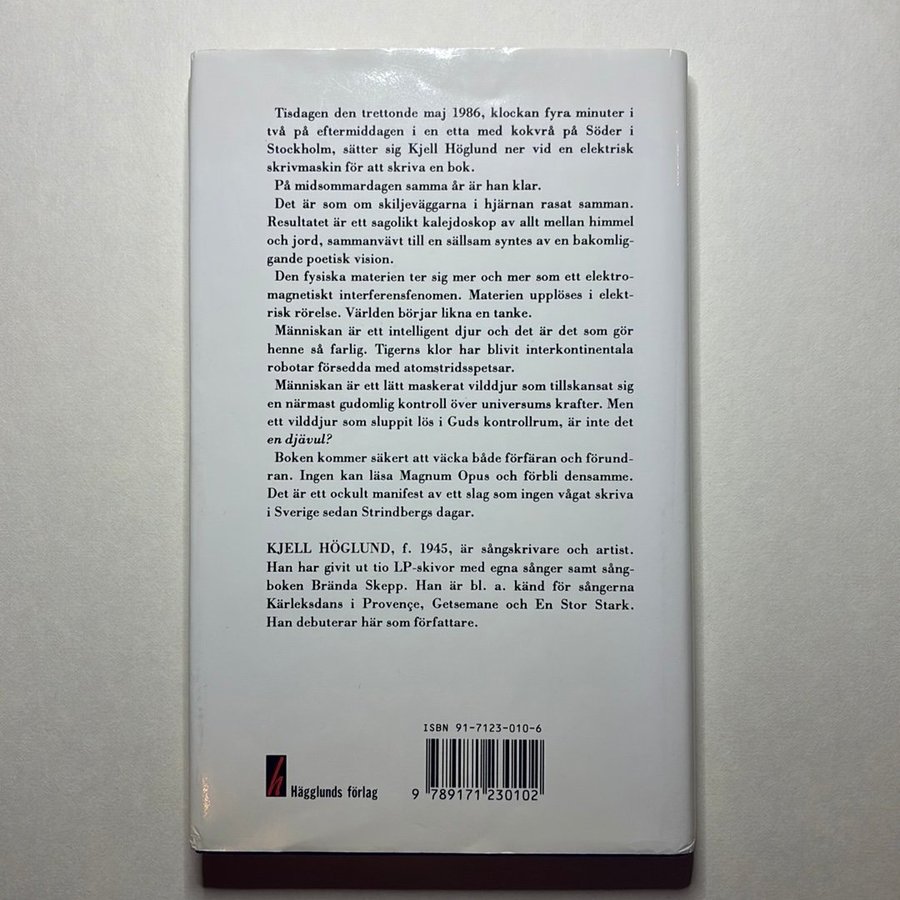 Tisdagen den trettonde maj 1986, klockan fyra minuter i
två på eftermiddagen i en etta med kokvrå på Söder i
Stockholm, sätter sig Kjell Höglund ner vid en elektrisk
skrivmaskin för att skriva en bok.
På midsommardagen samma år är han klar.
Det är som om skiljeväggarna i hjärnan rasat samman.
Resultatet är ett sagolikt kalejdoskop av allt mellan himmel
och jord, sammanvävt till en sällsam syntes av en bakomlig-
gande poetisk vision.
Den fysiska materien ter sig mer och mer som ett elektro-
magnetiskt interferensfenomen. Materien upplöses i elekt-
risk rörelse. Världen börjar likna en tanke.
Människan är ett intelligent djur och det är det som gör
henne så farlig. Tigerns klor har blivit interkontinentala
robotar försedda med atomstridsspetsar.
Människan är ett lätt maskerat vilddjur som tillskansat sig
en närmast gudomlig kontroll över universums krafter. Men
ett vilddjur som sluppit lös i Guds kontrollrum, är inte det
en djävul?
Boken kommer säkert att väcka både förfäran och förund-
ran. Ingen kan läsa Magnum Opus och förbli densamme.
Det är ett ockult manifest av ett slag som ingen vågat skriva
i Sverige sedan Strindbergs dagar.
KJELL HÖGLUND, f. 1945, är sångskrivare och artist.
Han har givit ut tio LP-skivor med egna sånger samt sång-
boken Brända Skepp. Han är bl. a. känd för sångerna
Kärleksdans i Provençe, Getsemane och En Stor Stark.
Han debuterar här som författare.
ISBN 91-7123-010-6
h Hägglunds förlag
9 789171 230102